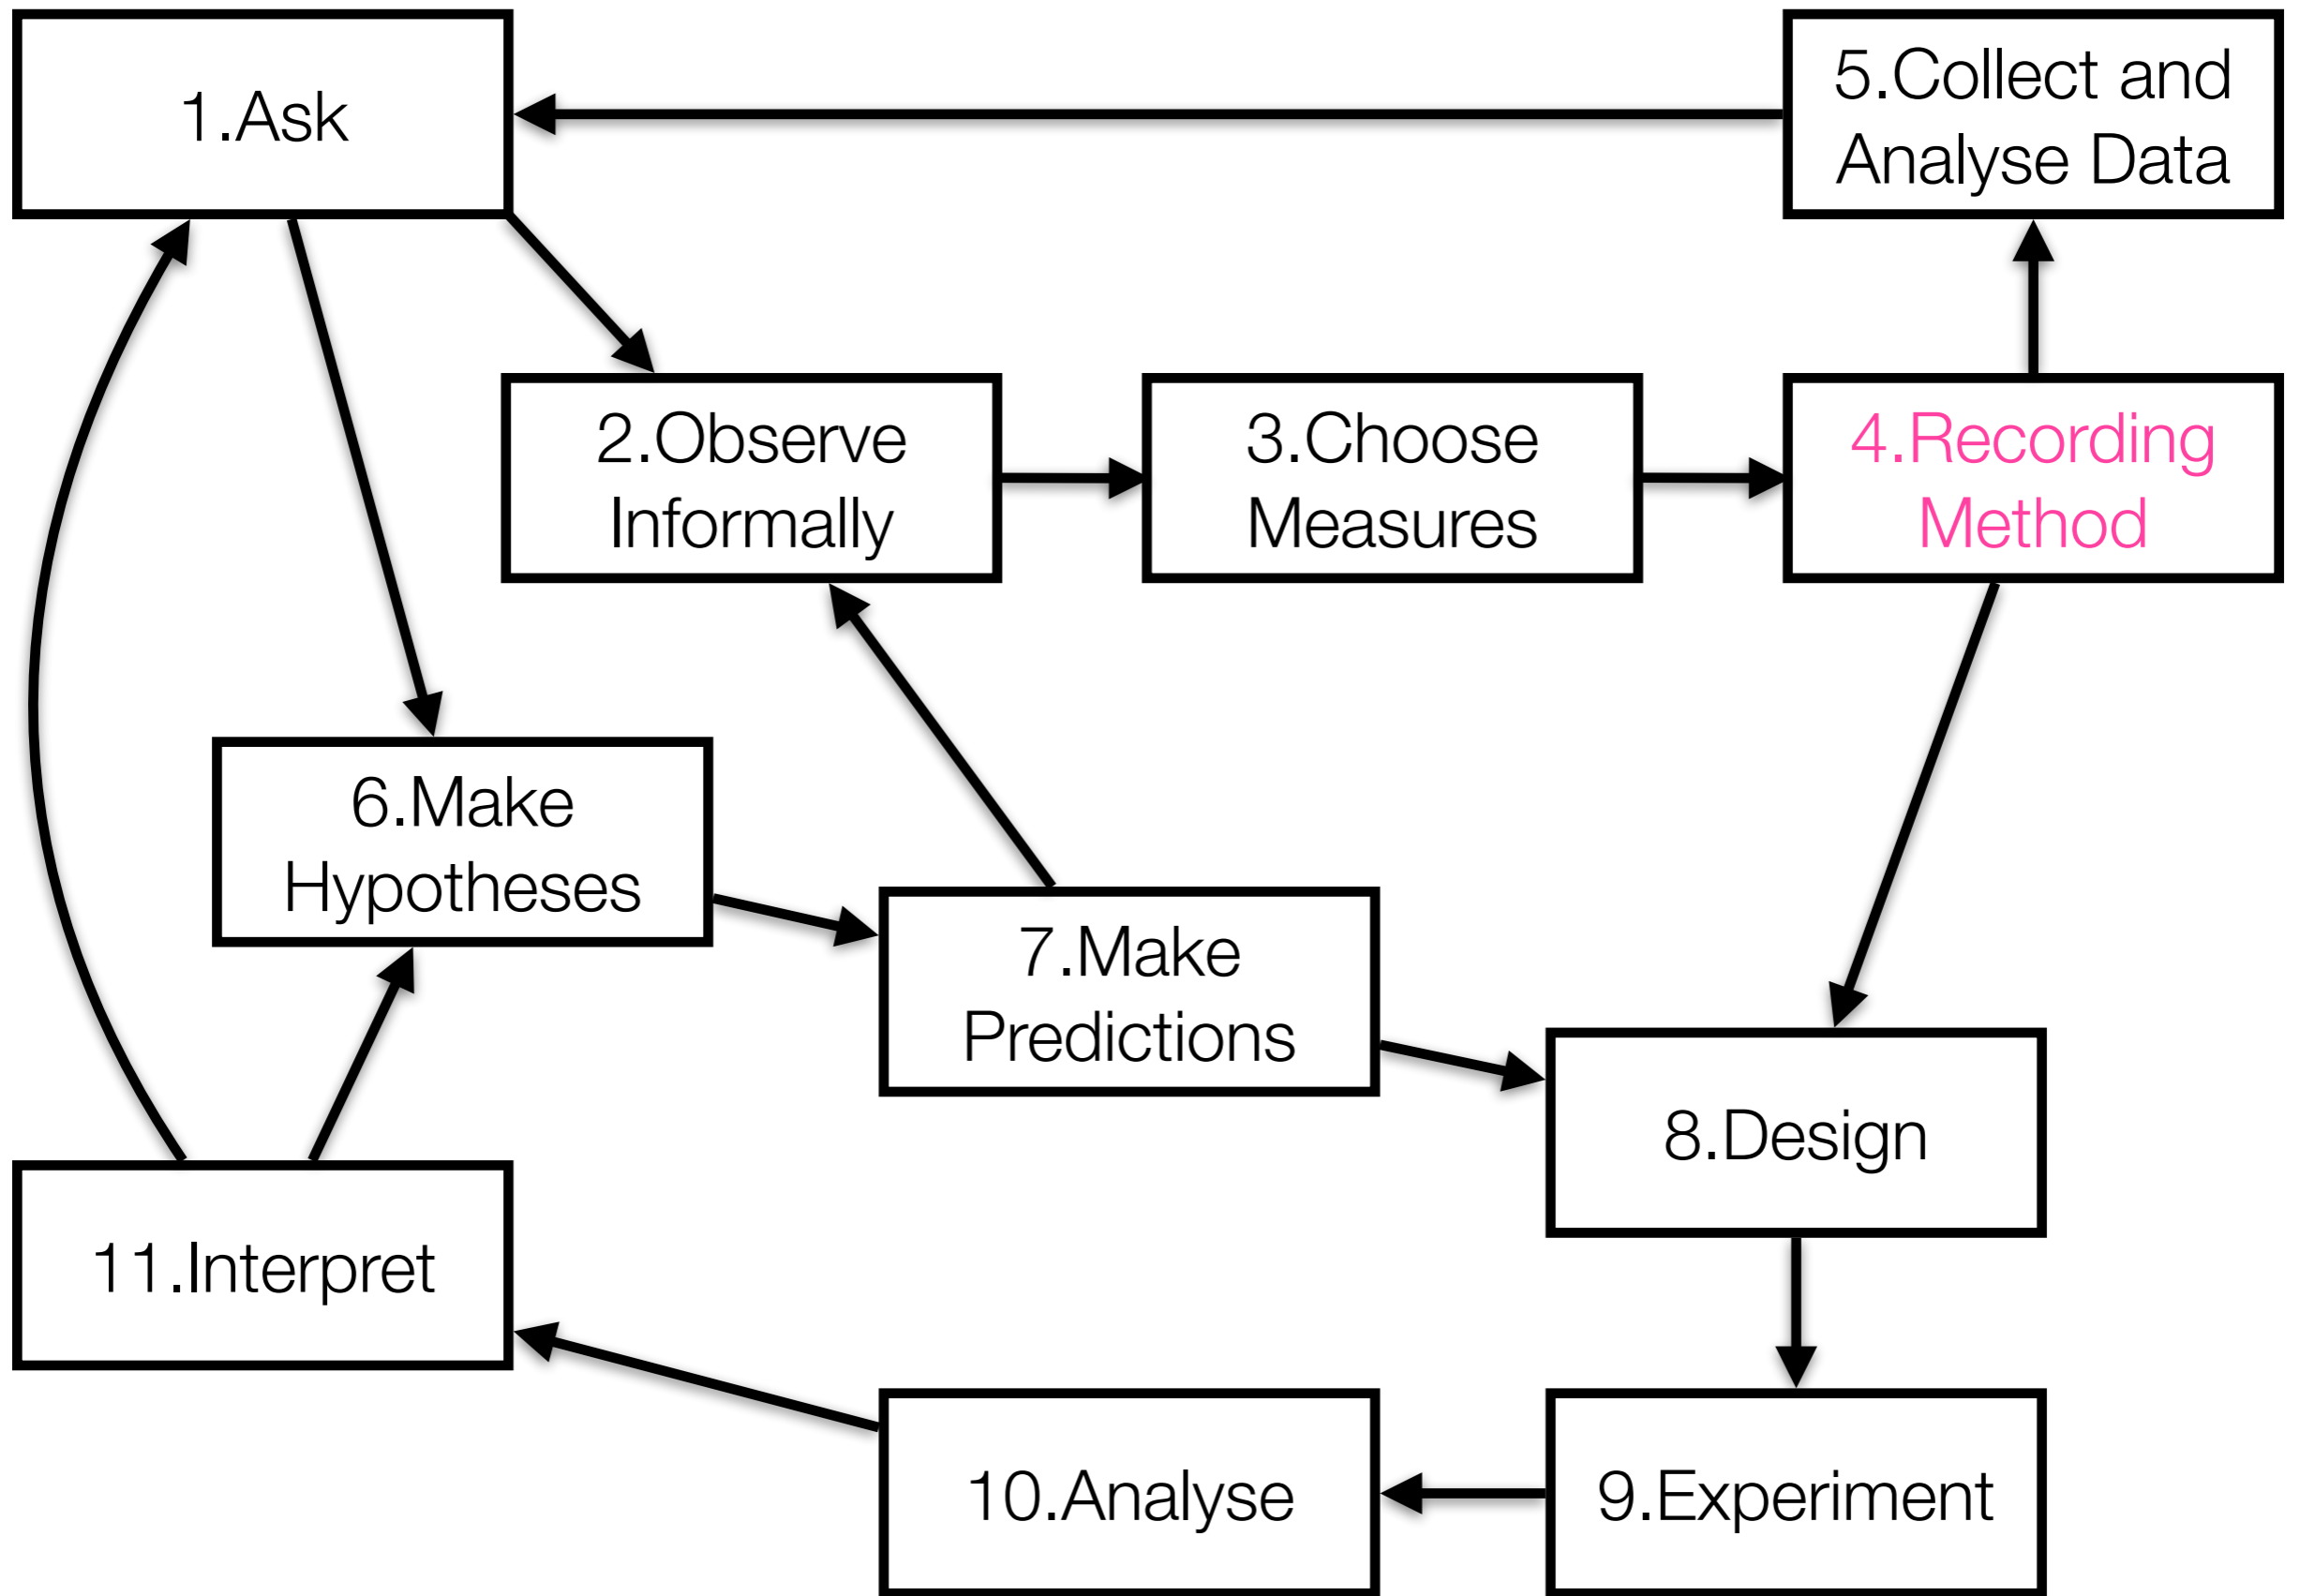 1.Ask
5.Collect and
Analyse Data
2.Observe
Informally
3.Choose
Measures
4.Recording
Method
6.Make
Hypotheses
7.Make
Predictions
8.Design
11.Interpret
10.Analyse
9.Experiment